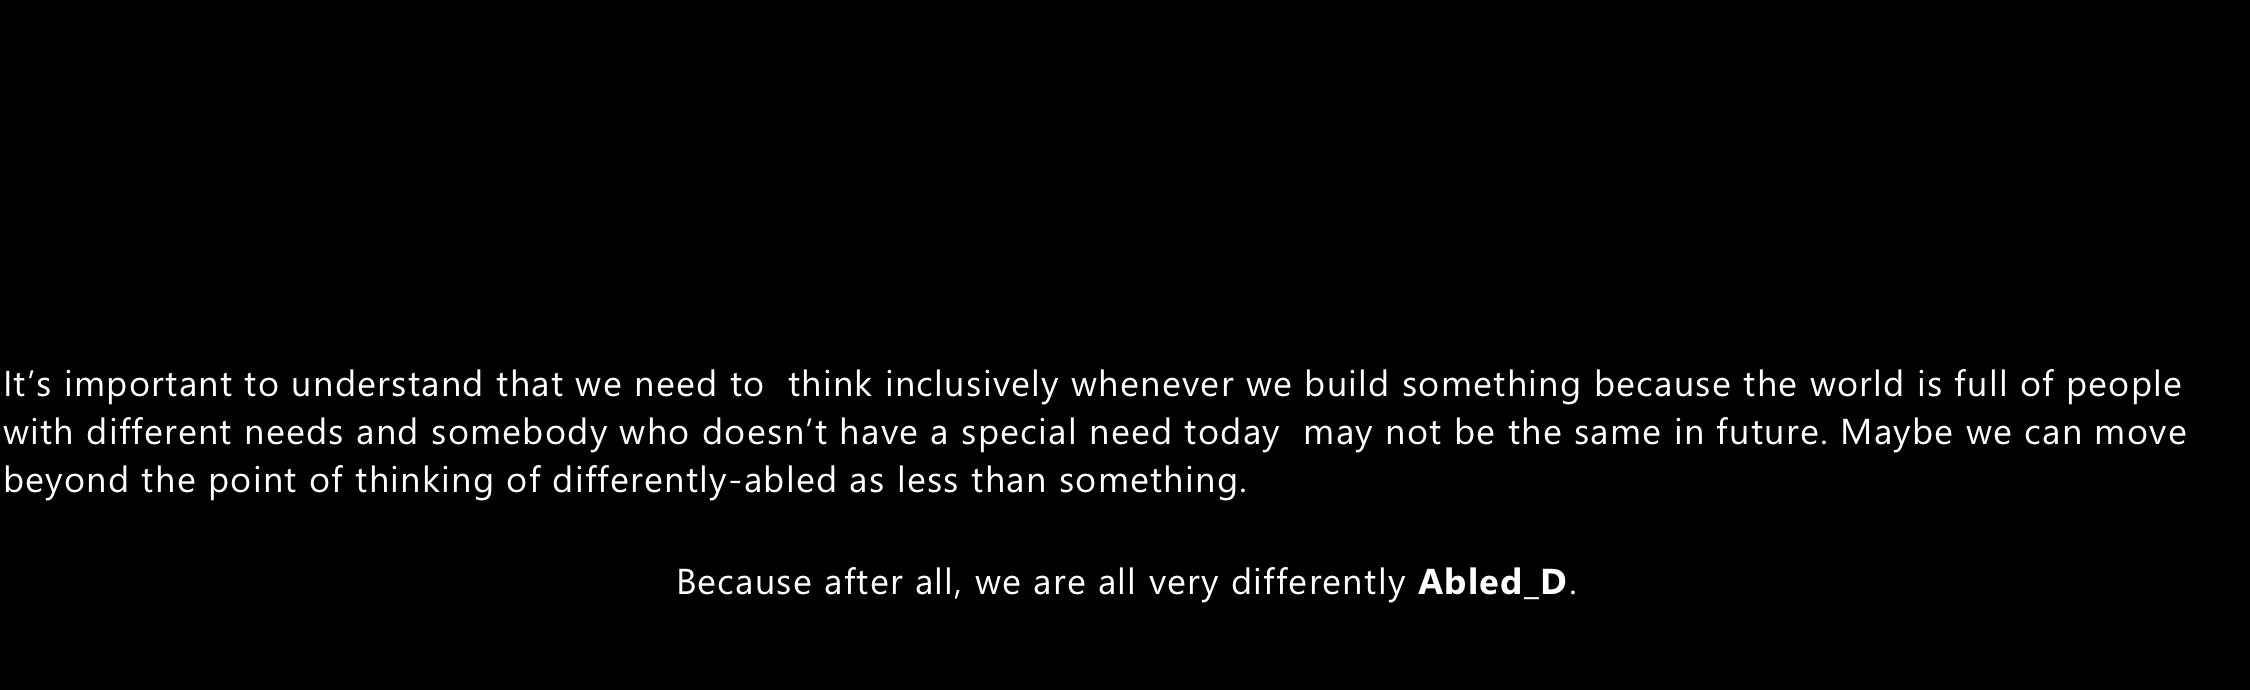 It’s important to understand that we need to  think inclusively whenever we build something because the world is full of people
with different needs and somebody who doesn’t have a special need today  may not be the same in future. Maybe we can move
beyond the point of thinking of differently-abled as less than something.
Because after all, we are all very differently Abled_D.